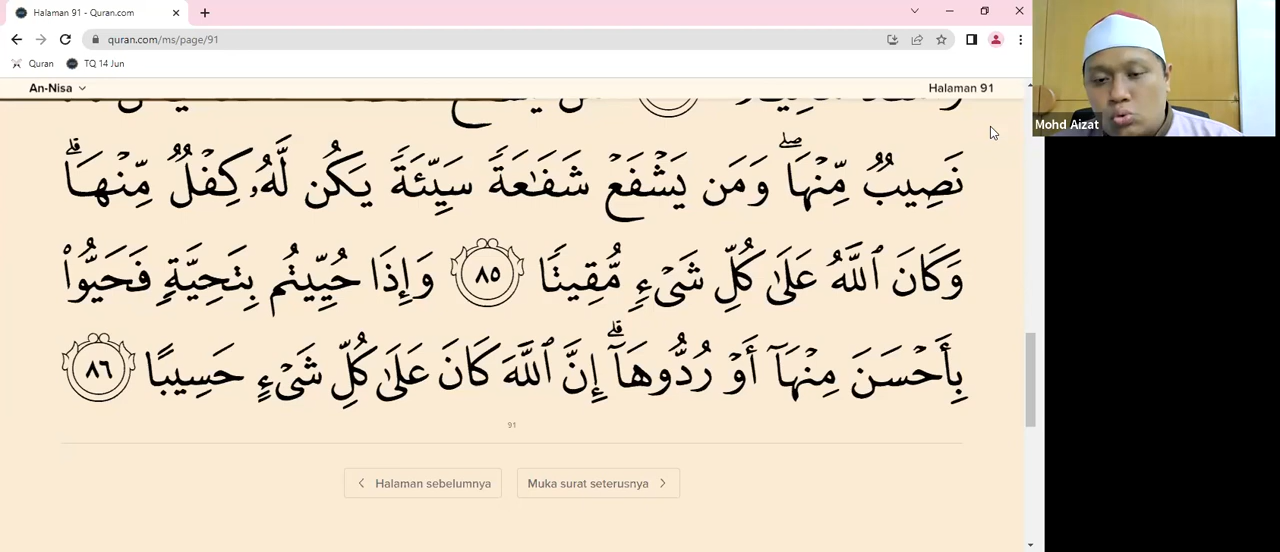 Halaman 91 - Quran.com
quran.com/ms/page/91
Quran
TQ 14 Jun
An-Nisa
Halaman 91
نَصِيبٌ مِّنْهَا ۖ وَمَن يَشْفَعْ شَفَٰعَةً سَيِّئَةً يَكُن لَّهُۥ كِفْلٌ مِّنْهَا ۗ
وَكَانَ ٱللَّهُ عَلَىٰ كُلِّ شَىْءٍ مُّقِيتًا ٨٥ وَإِذَا حُيِّيتُم بِتَحِيَّةٍ فَحَيُّوا۟
بِأَحْسَنَ مِنْهَآ أَوْ رُدُّوهَآ ۗ إِنَّ ٱللَّهَ كَانَ عَلَىٰ كُلِّ شَىْءٍ حَسِيبًا ٨٦
91
Halaman sebelumnya
Muka surat seterusnya
Mohd Aizat